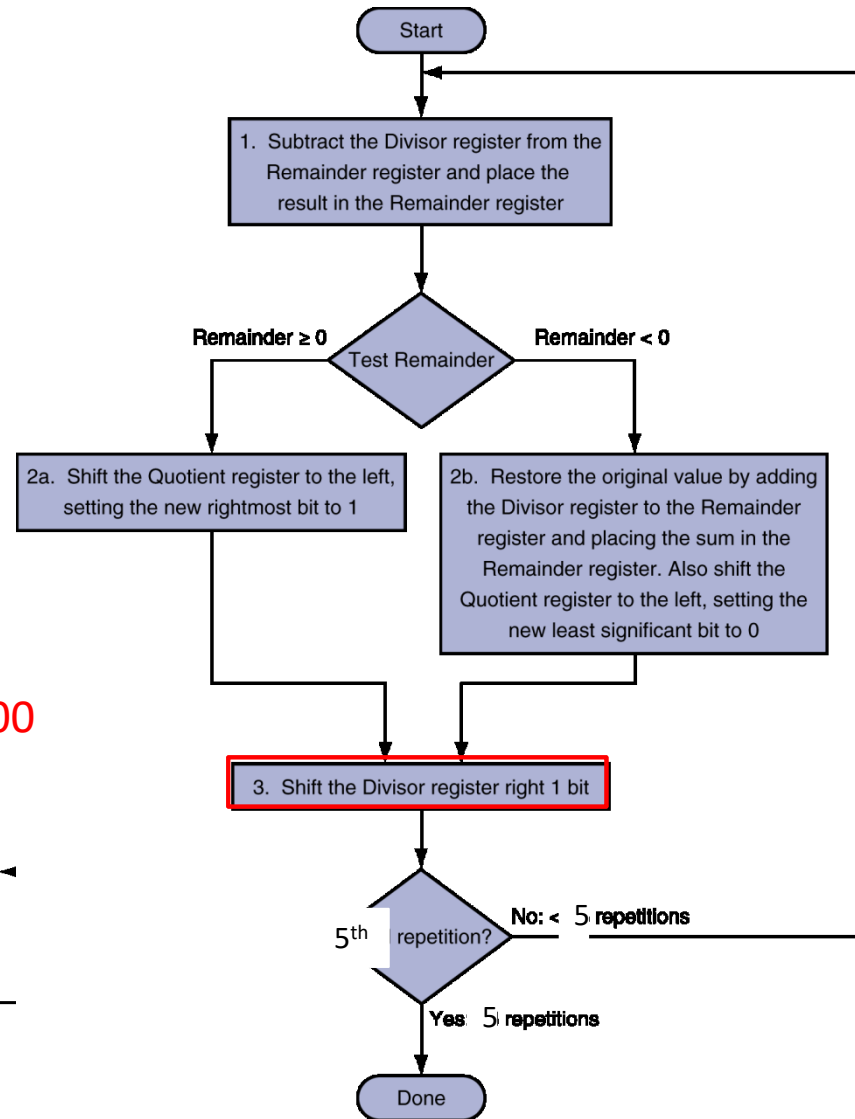 Start
1. Subtract the Divisor register from the
Remainder register and place the
result in the Remainder register
Remainder ≥ 0
Remainder < 0
Test Remainder
2a. Shift the Quotient register to the left,
setting the new rightmost bit to 1
2b. Restore the original value by adding
the Divisor register to the Remainder
register and placing the sum in the
Remainder register. Also shift the
Quotient register to the left, setting the
new least significant bit to 0
00
3. Shift the Divisor register right 1 bit
No: < 5 repetitions
5th repetition?
Yes: 5 repetitions
Done